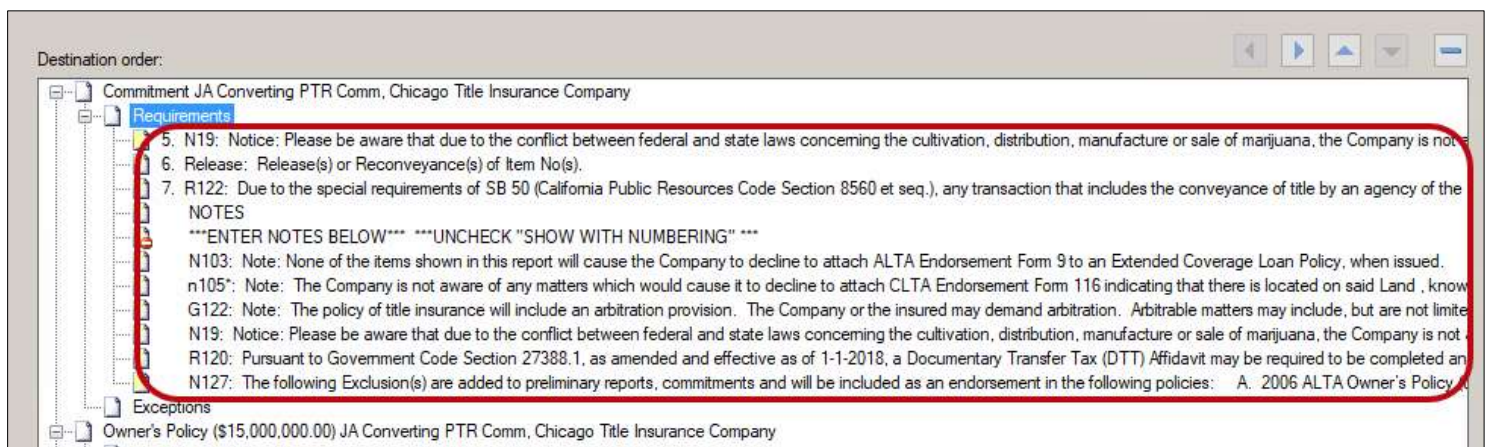 Destination order:
Commitment JA Converting PTR Comm, Chicago Title Insurance Company
Requirements
5. N19: Notice: Please be aware that due to the conflict between federal and state laws concerning the cultivation, distribution, manufacture or sale of marijuana, the Company is not
6. Release: Release(s) or Reconveyance(s) of Item No(s).
7. R122: Due to the special requirements of SB 50 (California Public Resources Code Section 8560 et seq.), any transaction that includes the conveyance of title by an agency of the
NOTES
***ENTER NOTES BELOW*** ***UNCHECK "SHOW WITH NUMBERING" ***
N103: Note: None of the items shown in this report will cause the Company to decline to attach ALTA Endorsement Form 9 to an Extended Coverage Loan Policy, when issued.
n105*: Note: The Company is not aware of any matters which would cause it to decline to attach CLTA Endorsement Form 116 indicating that there is located on said Land , know
G122: Note: The policy of title insurance will include an arbitration provision. The Company or the insured may demand arbitration. Arbitrable matters may include, but are not limite
N19: Notice: Please be aware that due to the conflict between federal and state laws concerning the cultivation, distribution, manufacture or sale of marijuana, the Company is not
R120: Pursuant to Government Code Section 27388.1, as amended and effective as of 1-1-2018, a Documentary Transfer Tax (DTT) Affidavit may be required to be completed an
N127: The following Exclusion(s) are added to preliminary reports, commitments and will be included as an endorsement in the following policies: A. 2006 ALTA Owner's Policy
Exceptions
Owner's Policy ($15,000,000.00) JA Converting PTR Comm, Chicago Title Insurance Company